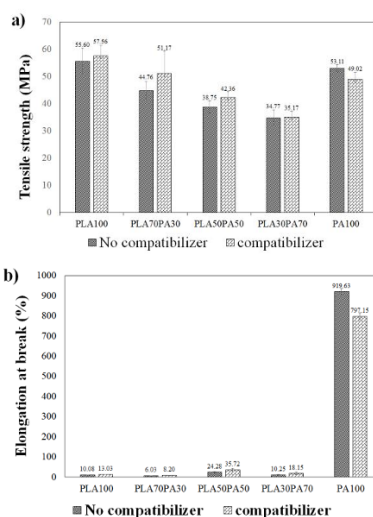 a)
Tensile strength (MPa)
70
60
50
40
30
20
10
0
55,60
57,96
44,76
51,17
38,75
42,36
34,77
35,17
53,11
49,02
PLA100
PLA70PA30
PLA50PA50
PLA30PA70
PA100
No compatibilizer
compatibilizer
b)
Elongation at break (%)
1000
900
800
700
600
500
400
300
200
100
0
10.08
13.03
6.03
8.20
24,28
35,72
10.25
18.15
919,63
797,15
PLA100
PLA70PA30
PLA50PA50
PLA30PA70
PA100
No compatibilizer
compatibilizer